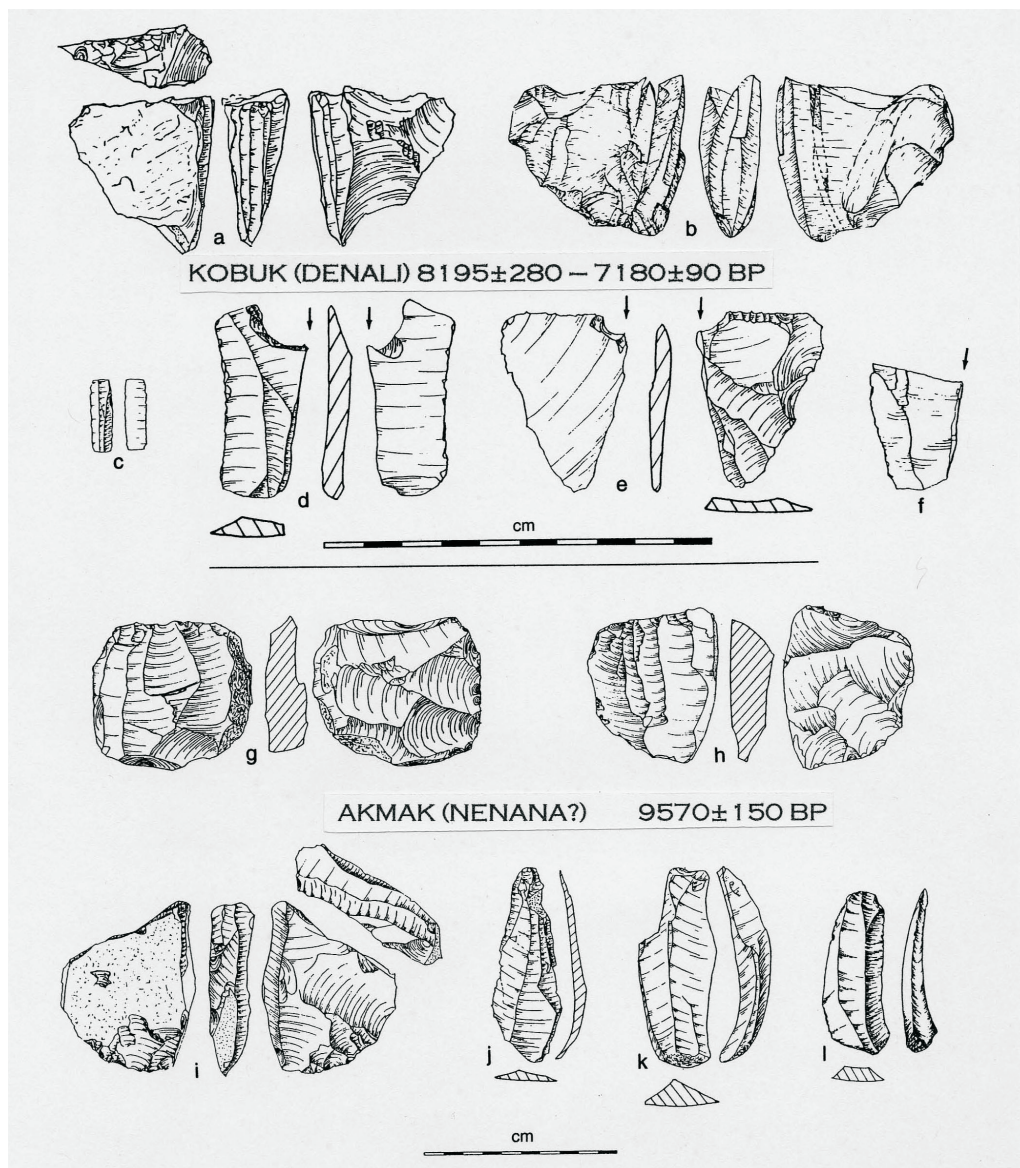 a
b
KOBUK (DENALI) 8195±280 – 7180±90 BP
c
d
e
f
cm
g
h
AKMAK (NENANA?) 9570±150 BP
i
j
k
l
cm